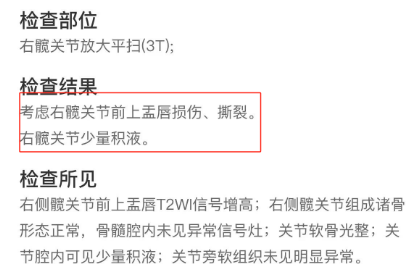 检查部位
右髋关节放大平扫(3T);
检查结果
考虑右髋关节前上盂唇损伤、撕裂。
右髋关节少量积液。
检查所见
右侧髋关节前上盂唇T2WI信号增高；右侧髋关节组成诸骨
形态正常，骨髓腔内未见异常信号灶；关节软骨光整；关
节腔内可见少量积液；关节旁软组织未见明显异常。